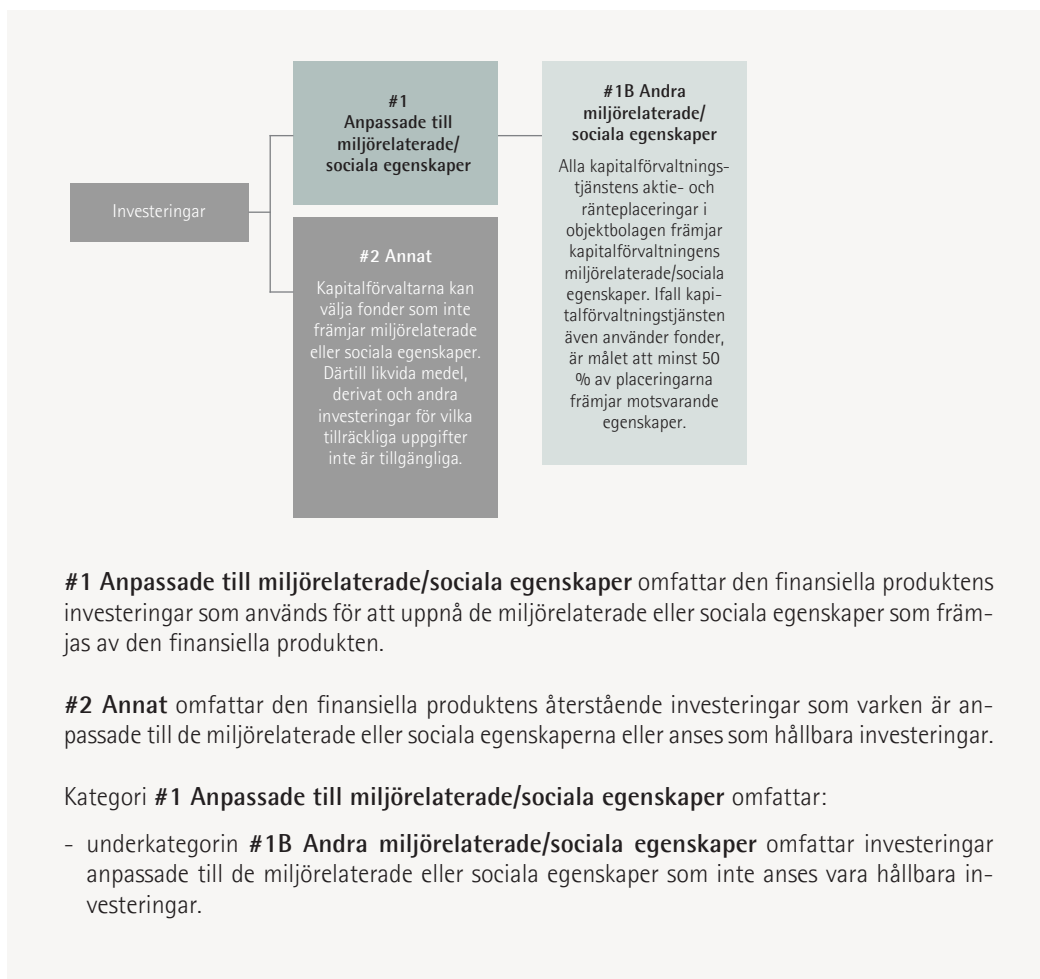 #1
Anpassade till
miljörelaterade/
sociala egenskaper
#1B Andra
miljörelaterade/
sociala egenskaper
Alla kapitalförvaltnings-
tjänstens aktie- och
ränteplaceringar i
objektbolagen främjar
kapitalförvaltningens
miljörelaterade/sociala
egenskaper. Ifall kapi-
talförvaltningstjänsten
även använder fonder,
är målet att minst 50
% av placeringarna
främjar motsvarande
egenskaper.
Investeringar
#2 Annat
Kapitalförvaltarna kan
välja fonder som inte
främjar miljörelaterade
eller sociala egenskaper.
Därtill likvida medel,
derivat och andra
investeringar för vilka
tillräckliga uppgifter
inte är tillgängliga.
#1 Anpassade till miljörelaterade/sociala egenskaper omfattar den finansiella produktens
investeringar som används för att uppnå de miljörelaterade eller sociala egenskaper som främ-
jas av den finansiella produkten.
#2 Annat omfattar den finansiella produktens återstående investeringar som varken är an-
passade till de miljörelaterade eller sociala egenskaperna eller anses som hållbara investeringar.
Kategori #1 Anpassade till miljörelaterade/sociala egenskaper omfattar:
- underkategorin #1B Andra miljörelaterade/sociala egenskaper omfattar investeringar
anpassade till de miljörelaterade eller sociala egenskaper som inte anses vara hållbara in-
vesteringar.